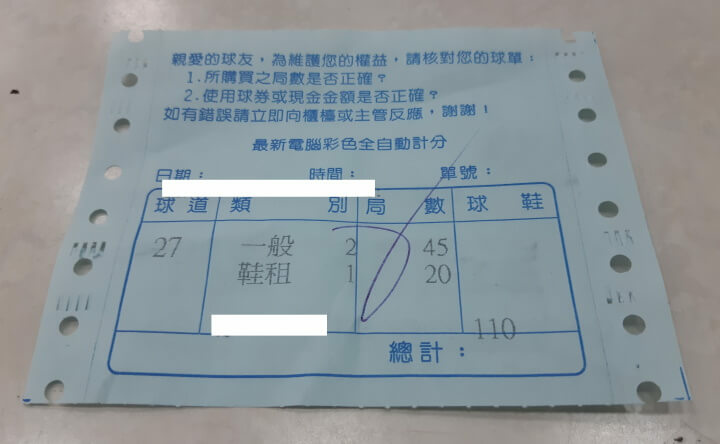 親愛的球友，為維護您的權益，請核對您的球單：
1.所購買之局數是否正確？
2.使用球券或現金金額是否正確？
如有錯誤請立即向櫃檯或主管反應，謝謝！
最新電腦彩色全自動計分
日期： 時間： 單號：
球道 類別 局數 球鞋
27 一般 2 45
鞋租 1 20
110
總計：